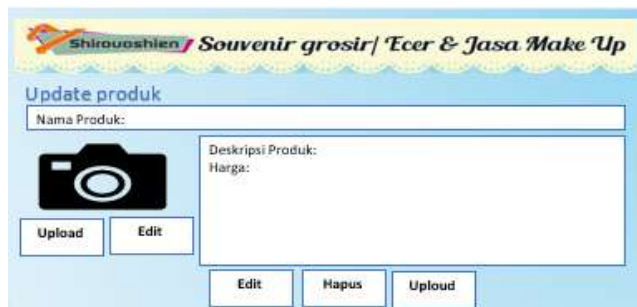 Shirouoshien Souvenir grosir/ Ecer & Jasa Make Up
Update produk
Nama Produk:
Deskripsi Produk:
Harga:
Upload Edit
Edit Hapus Uploud